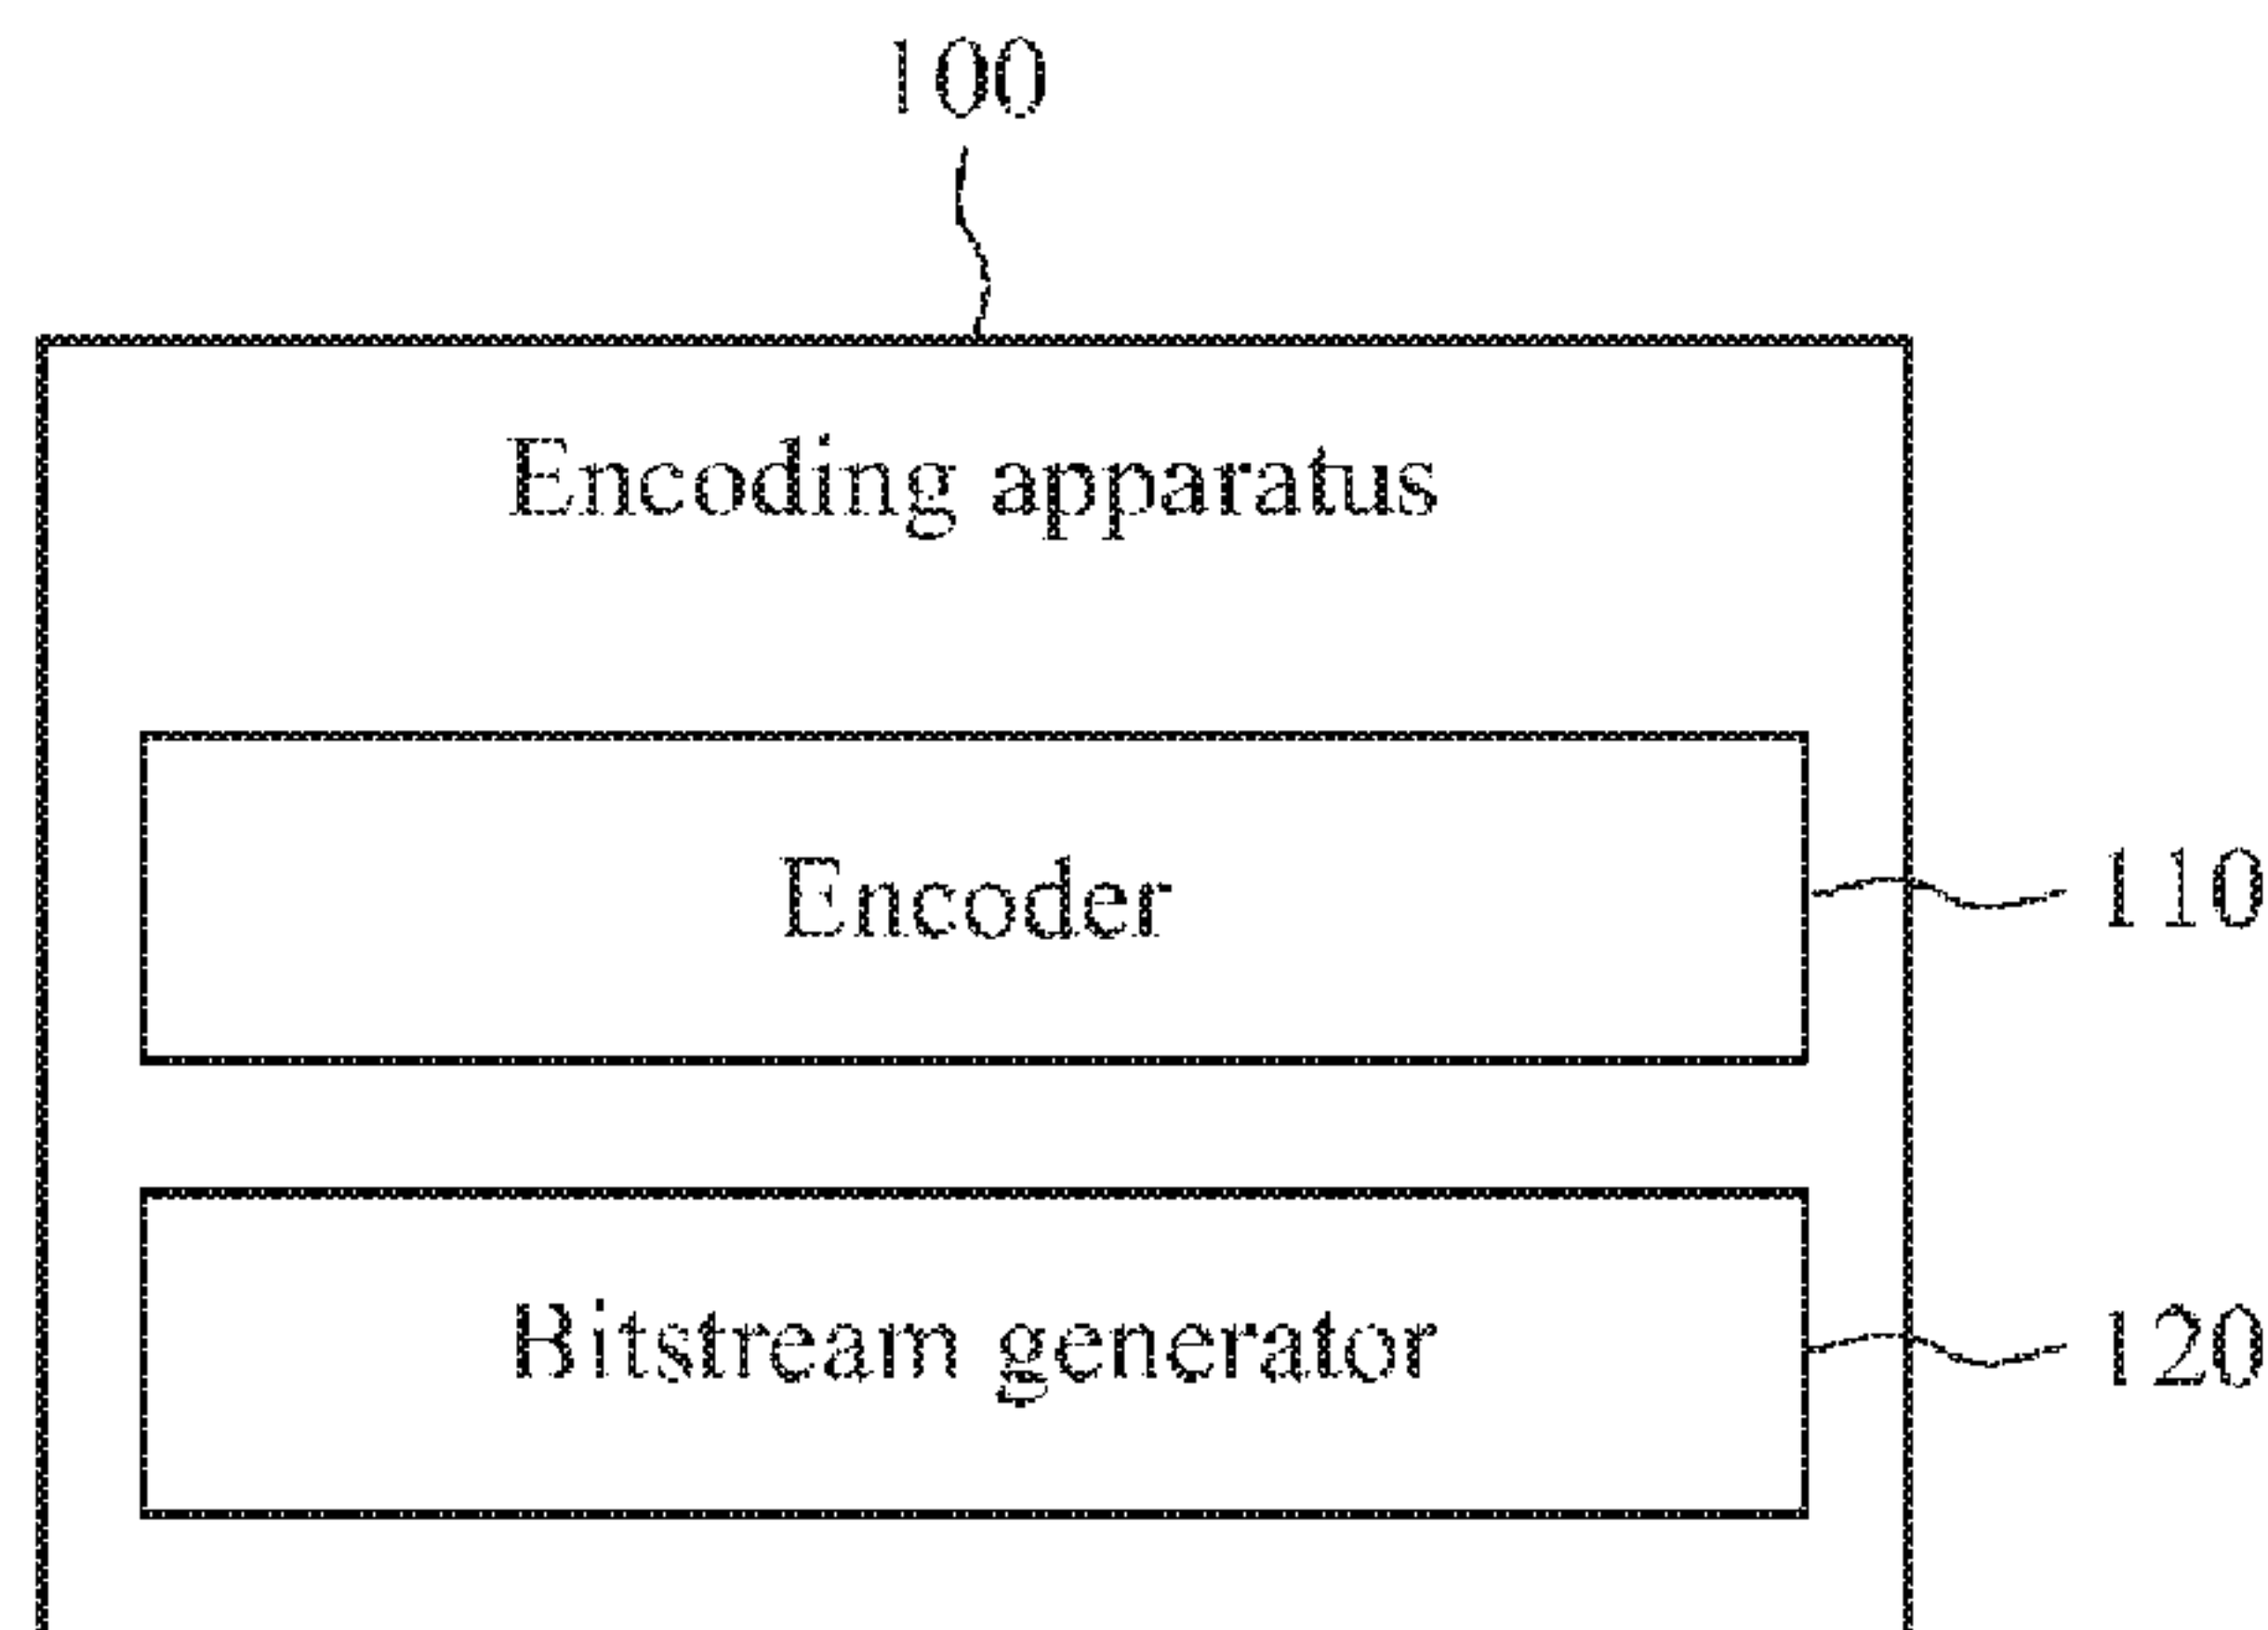 100
Encoding apparatus
Encoder
110
Bitstream generator
120